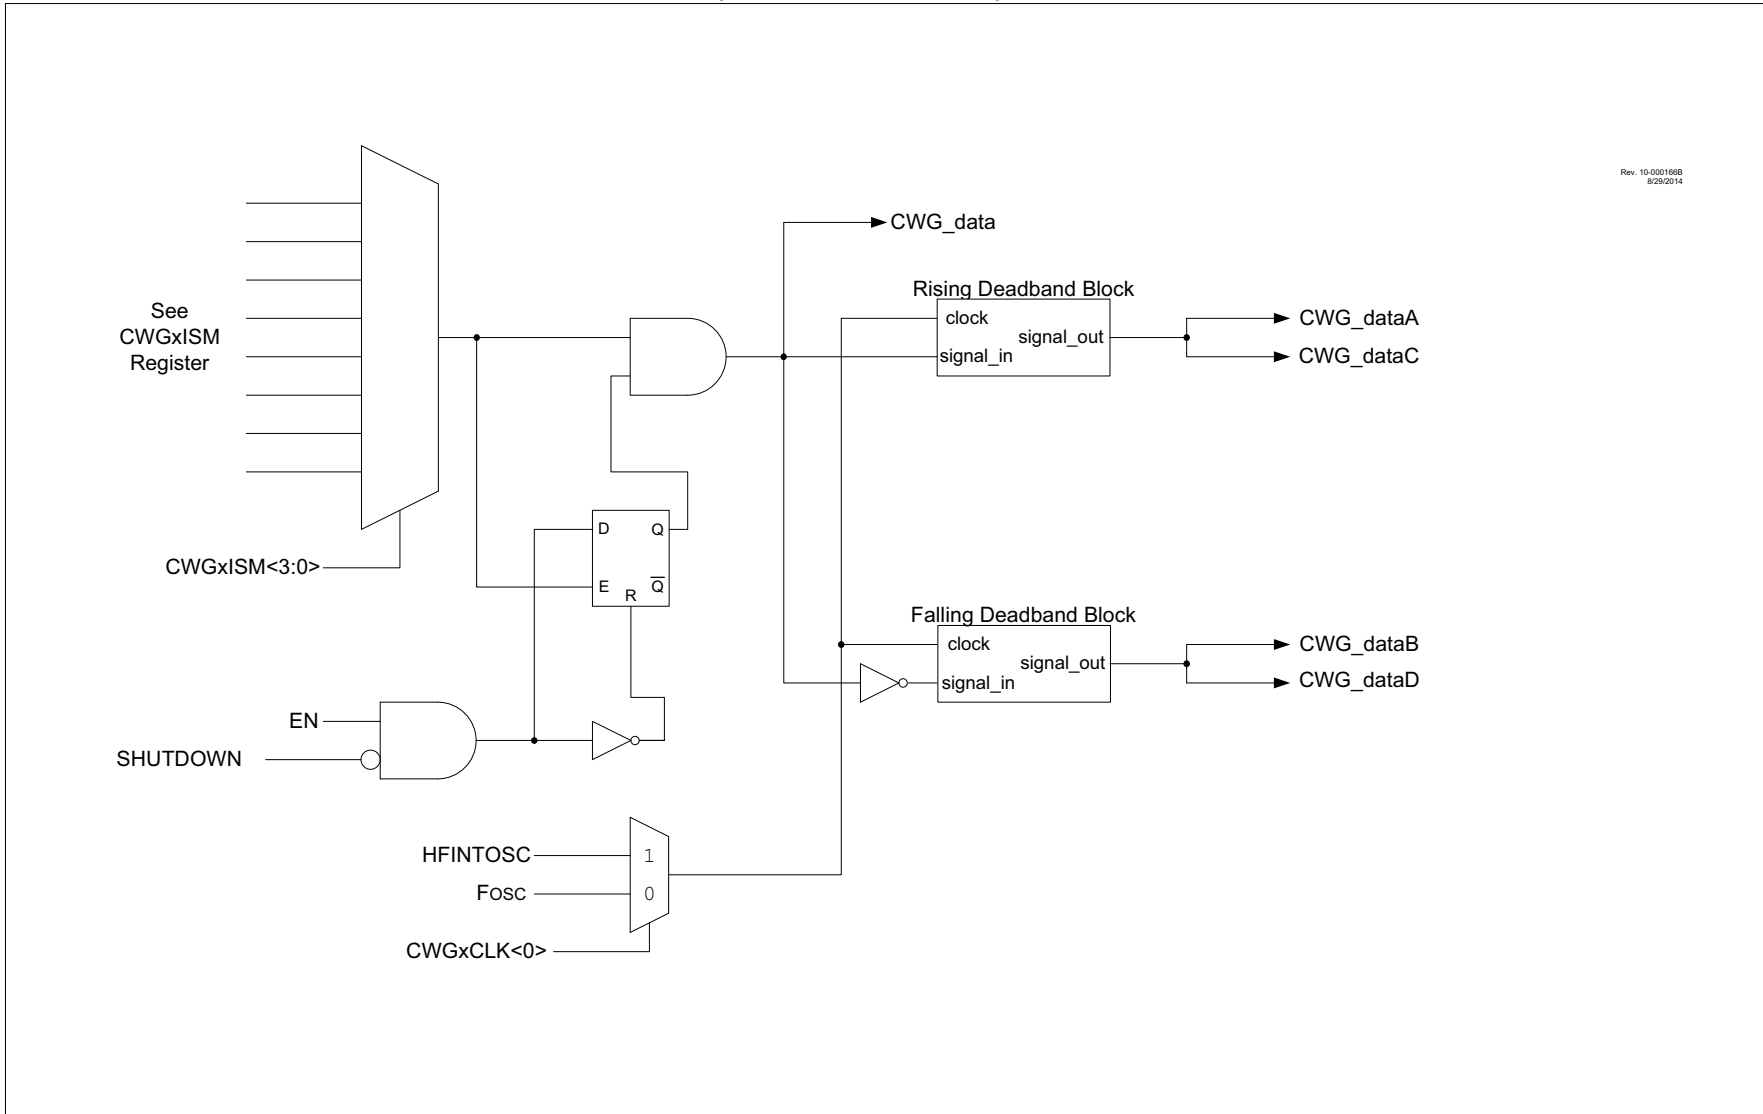 Rev. 10-000166B
8/29/2014
CWG_data
Rising Deadband Block
See
CWGxISM
Register
clock
signal_out
signal_in
CWG_dataA
CWG_dataC
D
Q
E
R
Q
CWGxISM<3:0>
Falling Deadband Block
clock
signal_out
signal_in
CWG_dataB
CWG_dataD
EN
SHUTDOWN
HFINTOSC
1
FOSC
0
CWGxCLK<0>